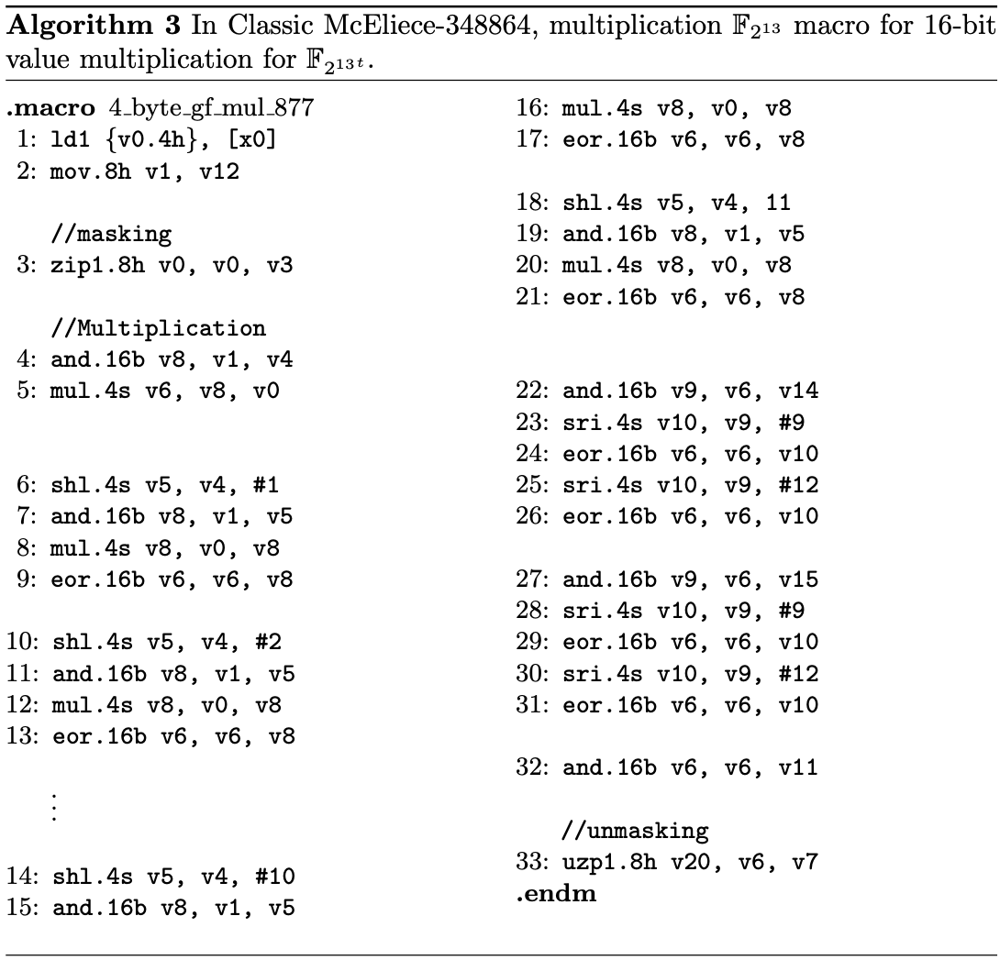 Algorithm 3 In Classic McEliece-348864, multiplication 𝔽₂¹³ macro for 16-bit
value multiplication for 𝔽₂¹³ᵗ.
.macro 4_byte_gf_mul_877
1: ld1 {v0.4h}, [x0]
2: mov.8h v1, v12
//masking
3: zip1.8h v0, v0, v3
//Multiplication
4: and.16b v8, v1, v4
5: mul.4s v6, v8, v0
6: shl.4s v5, v4, #1
7: and.16b v8, v1, v5
8: mul.4s v8, v0, v8
9: eor.16b v6, v6, v8
10: shl.4s v5, v4, #2
11: and.16b v8, v1, v5
12: mul.4s v8, v0, v8
13: eor.16b v6, v6, v8
⋮
14: shl.4s v5, v4, #10
15: and.16b v8, v1, v5
16: mul.4s v8, v0, v8
17: eor.16b v6, v6, v8
18: shl.4s v5, v4, 11
19: and.16b v8, v1, v5
20: mul.4s v8, v0, v8
21: eor.16b v6, v6, v8
22: and.16b v9, v6, v14
23: sri.4s v10, v9, #9
24: eor.16b v6, v6, v10
25: sri.4s v10, v9, #12
26: eor.16b v6, v6, v10
27: and.16b v9, v6, v15
28: sri.4s v10, v9, #9
29: eor.16b v6, v6, v10
30: sri.4s v10, v9, #12
31: eor.16b v6, v6, v10
32: and.16b v6, v6, v11
//unmasking
33: uzp1.8h v20, v6, v7
.endm